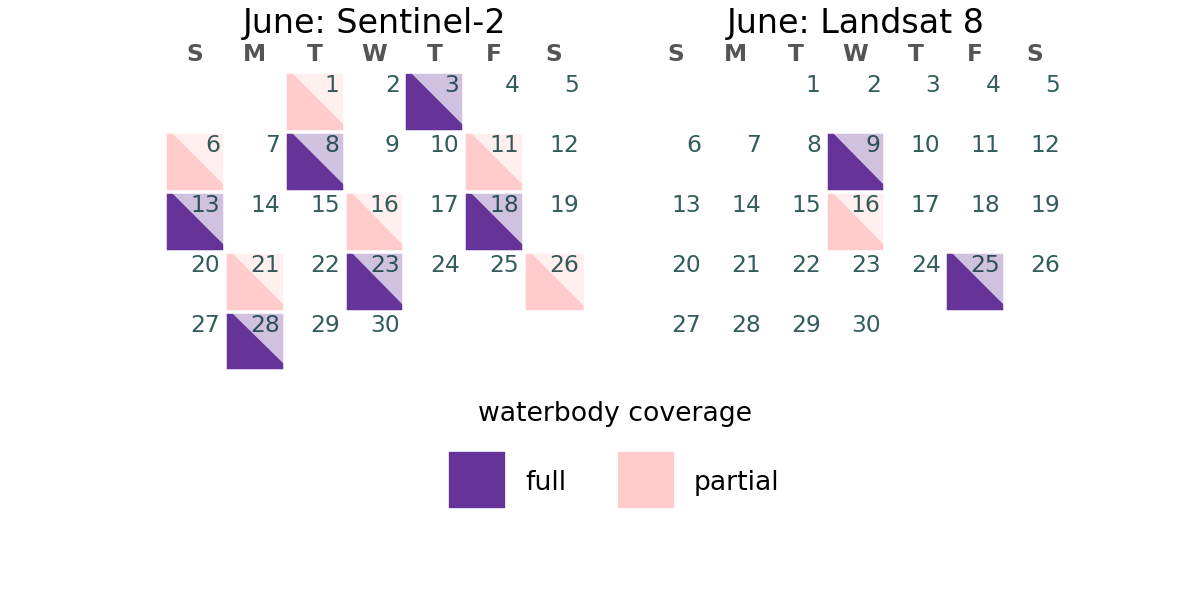 June: Sentinel-2
S M T W T F S
1 2 3 4 5
6 7 8 9 10 11 12
13 14 15 16 17 18 19
20 21 22 23 24 25 26
27 28 29 30
June: Landsat 8
S M T W T F S
1 2 3 4 5
6 7 8 9 10 11 12
13 14 15 16 17 18 19
20 21 22 23 24 25 26
27 28 29 30
waterbody coverage
full partial